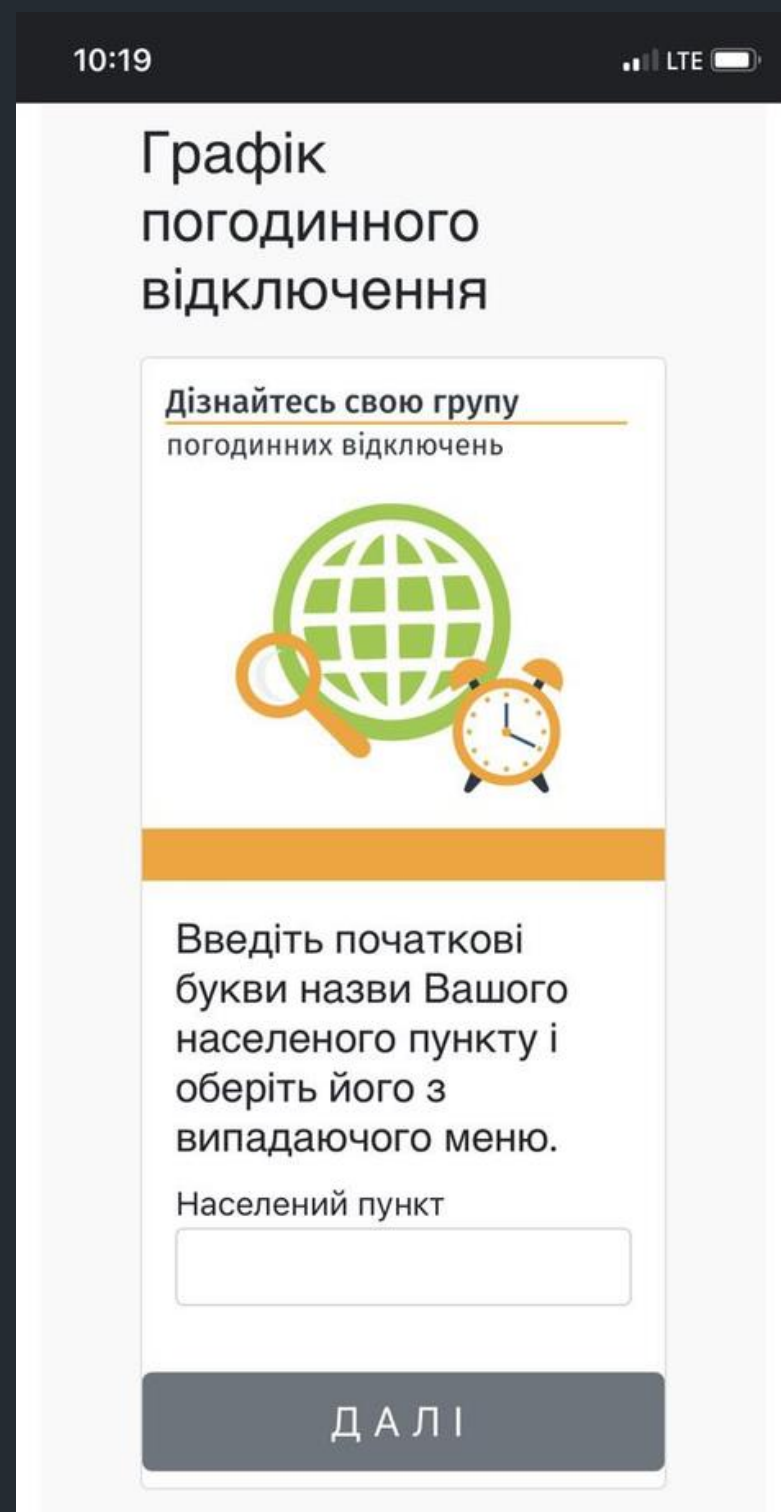 10:19
LTE
Графік
погодинного
відключення
Дізнайтесь свою групу
погодинних відключень
Введіть початкові
букви назви Вашого
населеного пункту і
оберіть його з
випадаючого меню.
Населений пункт
ДАЛІ